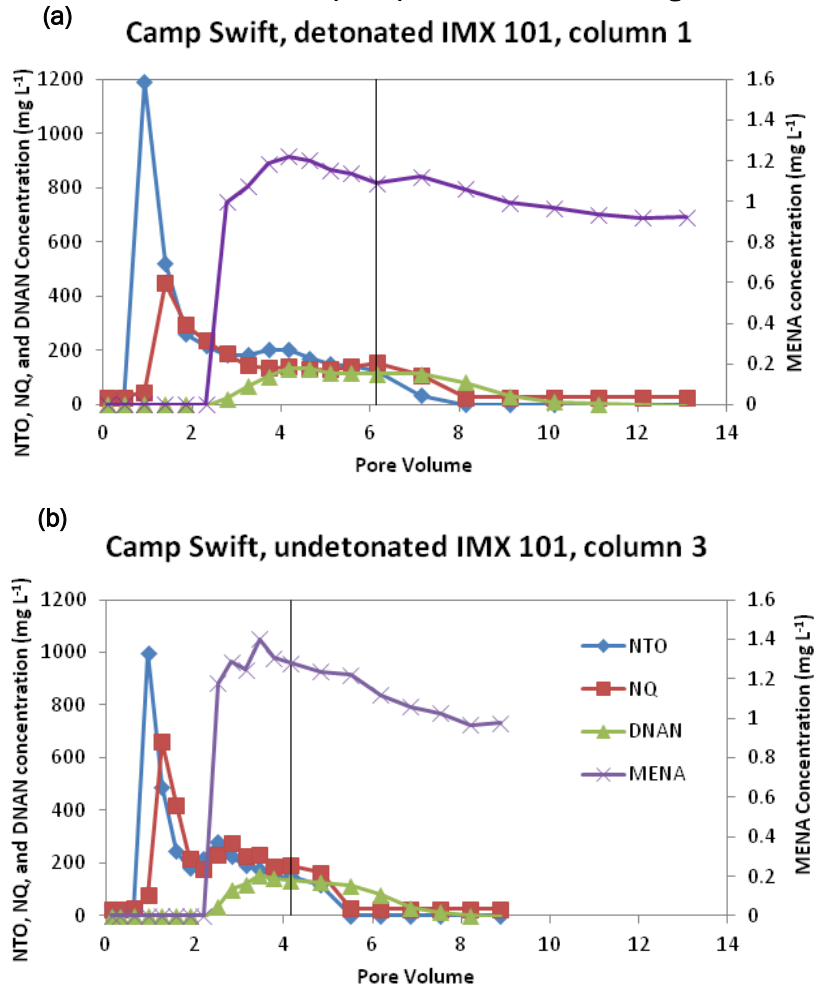 (a)
Camp Swift, detonated IMX 101, column 1
NTO, NQ, and DNAN Concentration (mg L-1)
1200
1000
800
600
400
200
0
1.6
1.4
1.2
1
0.8
0.6
0.4
0.2
0
MENA concentration (mg L-1)
0 2 4 6 8 10 12 14
Pore Volume
(b)
Camp Swift, undetonated IMX 101, column 3
NTO, NQ, and DNAN concentration (mg L-1)
1200
1000
800
600
400
200
0
NTO
NQ
DNAN
MENA
1.6
1.4
1.2
1
0.8
0.6
0.4
0.2
0
MENA Concentration (mg L-1)
0 2 4 6 8 10 12 14
Pore Volume